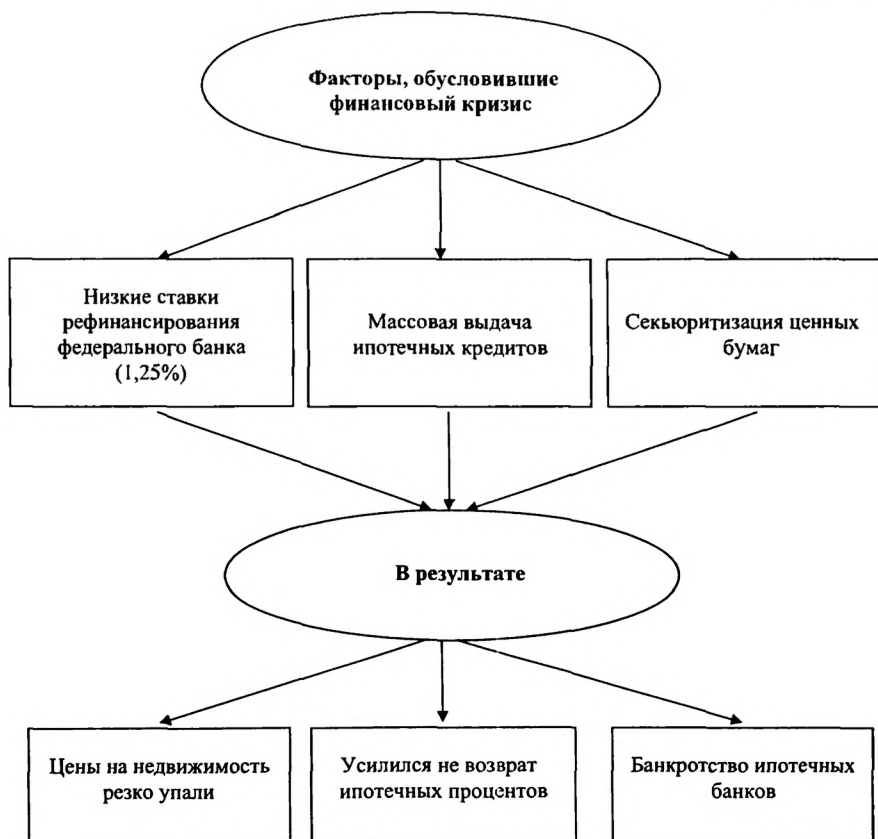 Факторы, обусловившие
финансовый кризис
Низкие ставки
рефинансирования
федерального банка
(1,25%)
Массовая выдача
ипотечных кредитов
Секьюритизация ценных
бумаг
В результате
Цены на недвижимость
резко упали
Усилился не возврат
ипотечных процентов
Банкротство ипотечных
банков